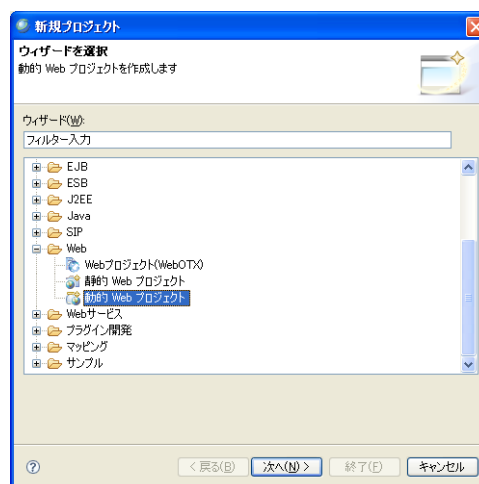 新規プロジェクト
ウィザードを選択
動的 Web プロジェクトを作成します
ウィザード(W):
フィルター入力
EJB
ESB
J2EE
Java
SIP
Web
Webプロジェクト(WebOTX)
静的 Web プロジェクト
動的 Web プロジェクト
Webサービス
プラグイン開発
マッピング
サンプル
< 戻る(B) 次へ(N) > 終了(F) キャンセル